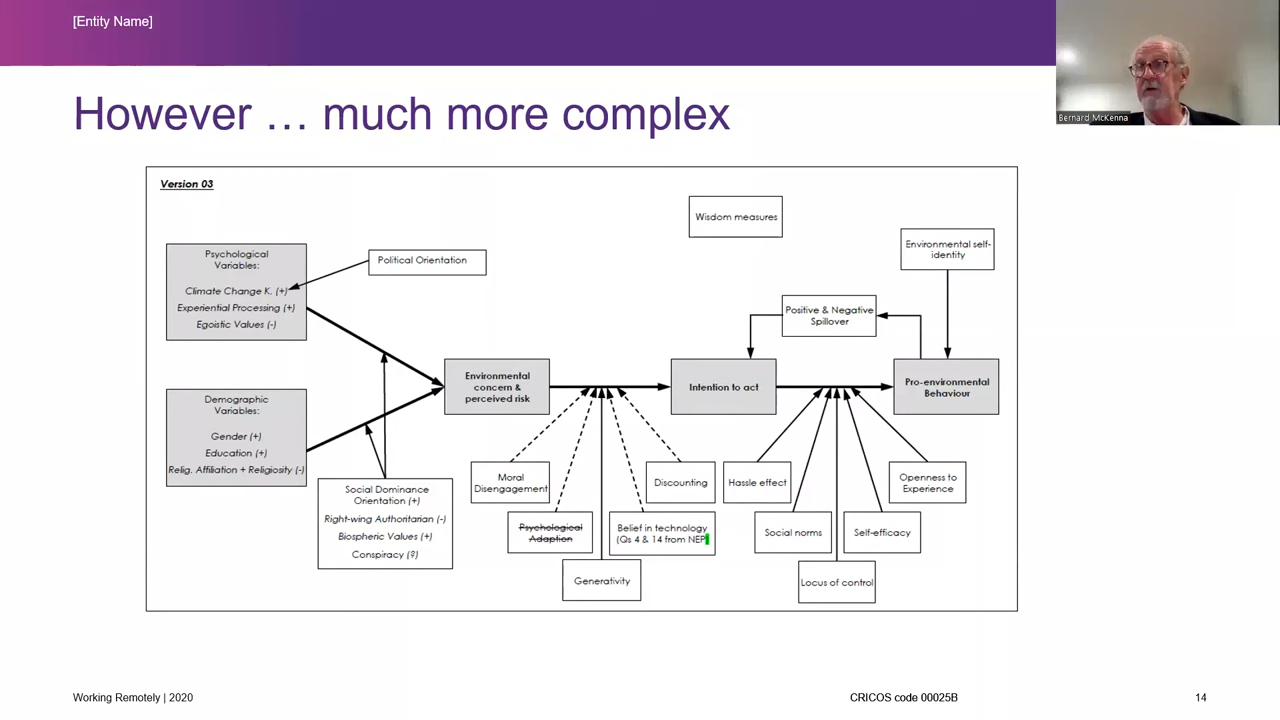 [Entity Name]
Bernard McKenna
However … much more complex
Version 03
Psychological
Variables:
Climate Change K. (+)
Experiential Processing (+)
Egoistic Values (-)
Political Orientation
Wisdom measures
Environmental self-
identity
Positive & Negative
Spillover
Demographic
Variables:
Gender (+)
Education (+)
Relig. Affiliation + Religiosity (-)
Environmental
concern &
perceived risk
Intention to act
Pro-environmental
Behaviour
Social Dominance
Orientation (+)
Right-wing Authoritarian (-)
Biospheric Values (+)
Conspiracy (?)
Moral
Disengagement
Discounting
Hassle effect
Openness to
Experience
Psychological
Adaption
Belief in technology
(Qs 4 & 14 from NEP)
Social norms
Self-efficacy
Generativity
Locus of control
Working Remotely | 2020
CRICOS code 00025B
14